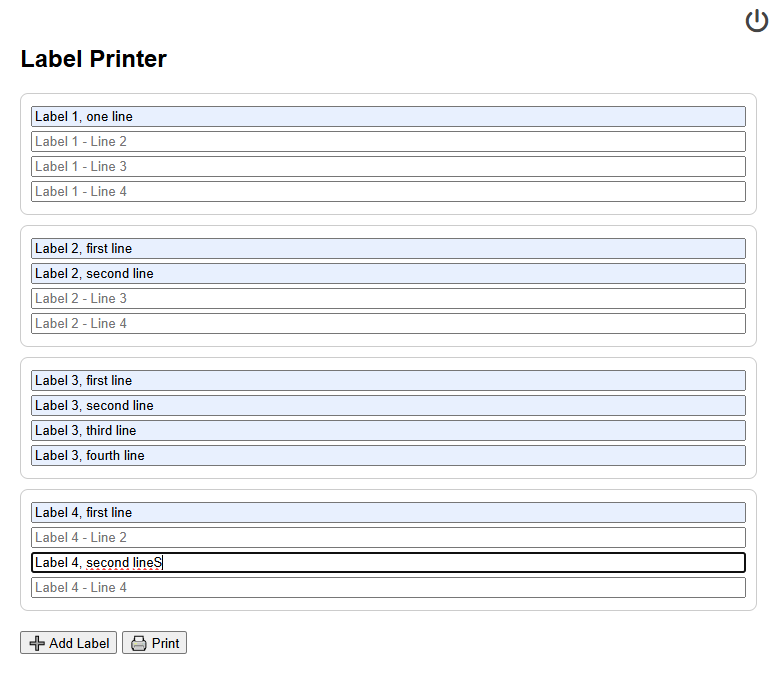 Label Printer
Label 1, one line
Label 1 - Line 2
Label 1 - Line 3
Label 1 - Line 4
Label 2, first line
Label 2, second line
Label 2 - Line 3
Label 2 - Line 4
Label 3, first line
Label 3, second line
Label 3, third line
Label 3, fourth line
Label 4, first line
Label 4 - Line 2
Label 4, second lineS
Label 4 - Line 4
Add Label Print